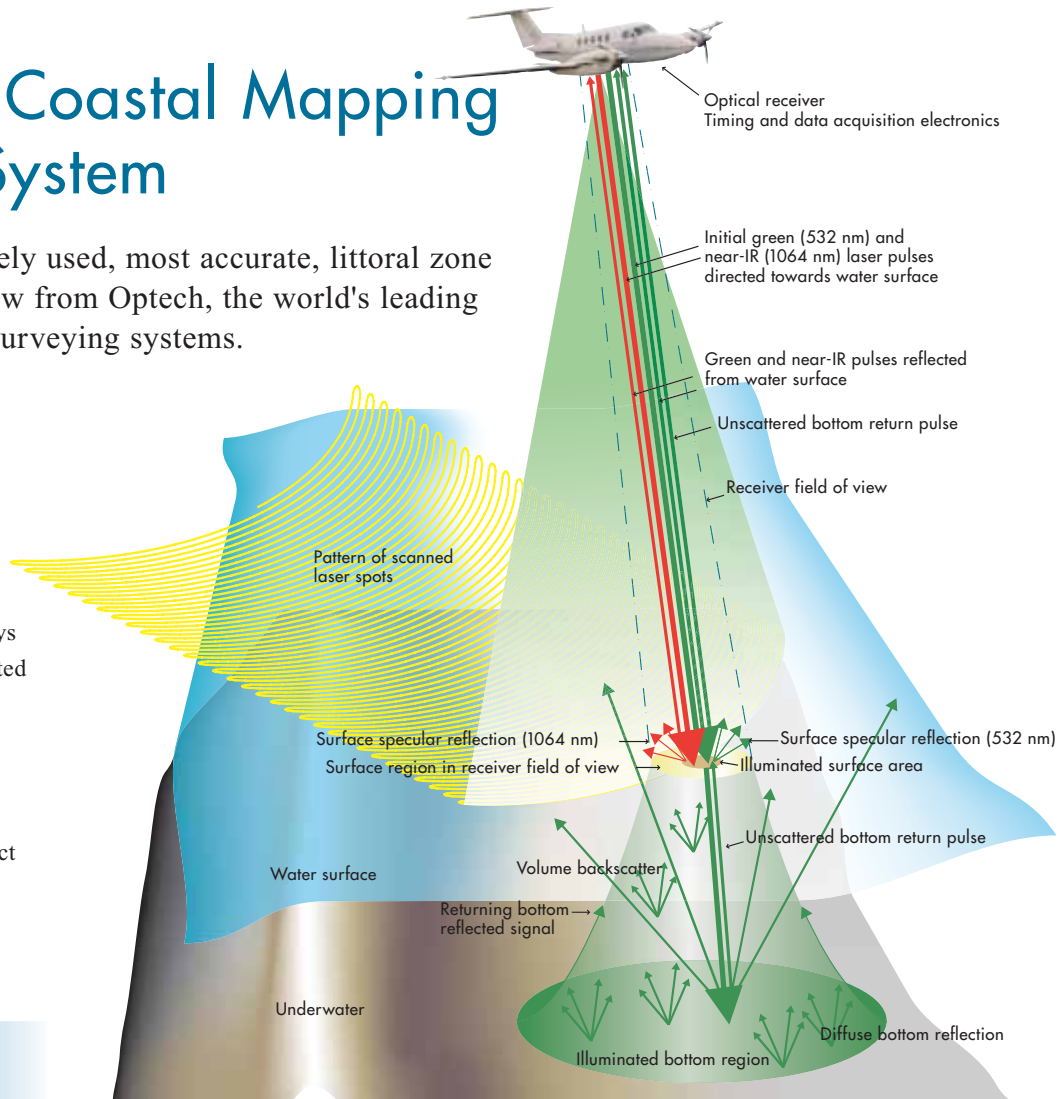 Coastal Mapping
System
ely used, most accurate, littoral zone
w from Optech, the world's leading
urveying systems.
Optical receiver
Timing and data acquisition electronics
Initial green (532 nm) and
near-IR (1064 nm) laser pulses
directed towards water surface
Green and near-IR pulses reflected
from water surface
Unscattered bottom return pulse
Receiver field of view
Pattern of scanned
laser spots
ys
ted
Surface specular reflection (1064 nm)
Surface specular reflection (532 nm)
Surface region in receiver field of view
Illuminated surface area
Unscattered bottom return pulse
ct
Volume backscatter
Water surface
Returning bottom
reflected signal
Underwater
Diffuse bottom reflection
Illuminated bottom region